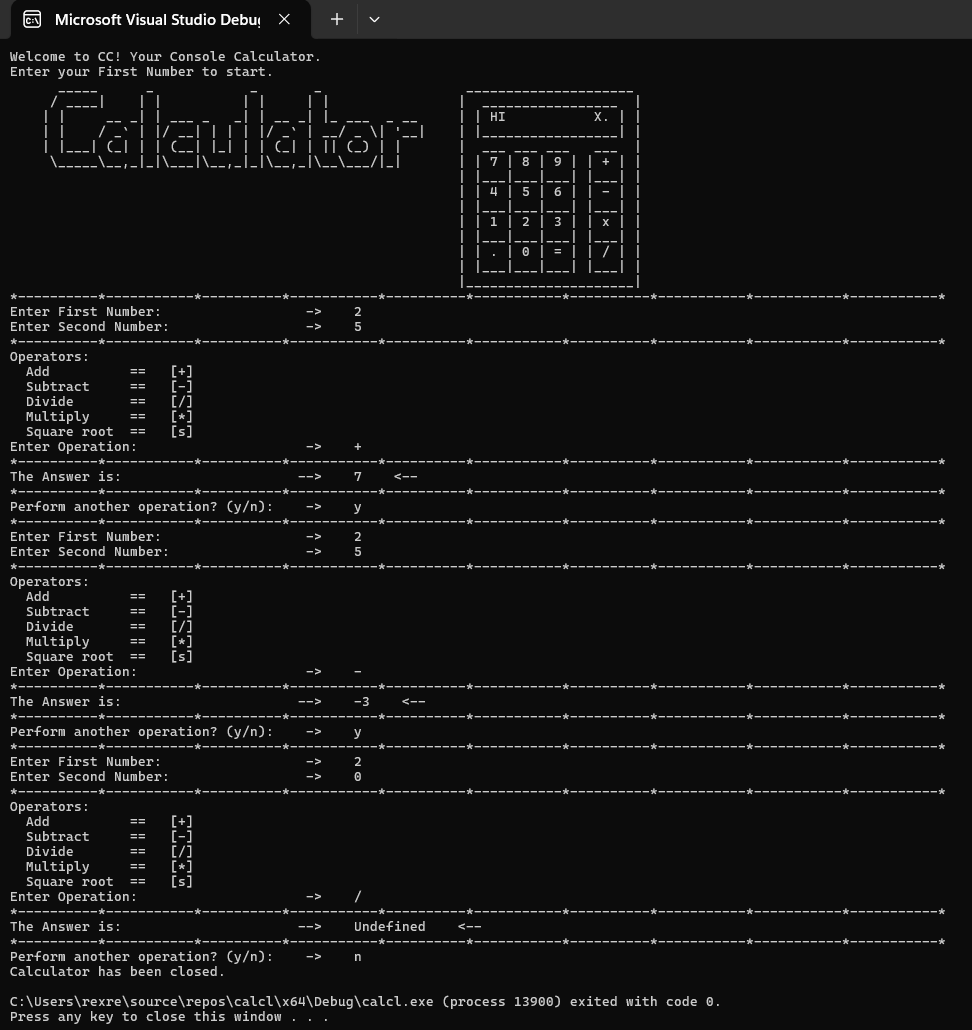 Microsoft Visual Studio Debug
Welcome to CC! Your Console Calculator.
Enter your First Number to start.
Calculator
HI X.
7 8 9 +
4 5 6 -
1 2 3 x
. 0 = /
*----------*-----------*----------*-----------*----------*-----------*----------*-----------*-----------*-----------*
Enter First Number: -> 2
Enter Second Number: -> 5
*----------*-----------*----------*-----------*----------*-----------*----------*-----------*-----------*-----------*
Operators:
Add == [+]
Subtract == [-]
Divide == [/]
Multiply == [*]
Square root == [s]
Enter Operation: -> +
*----------*-----------*----------*-----------*----------*-----------*----------*-----------*-----------*-----------*
The Answer is: --> 7 <--
*----------*-----------*----------*-----------*----------*-----------*----------*-----------*-----------*-----------*
Perform another operation? (y/n): -> y
*----------*-----------*----------*-----------*----------*-----------*----------*-----------*-----------*-----------*
Enter First Number: -> 2
Enter Second Number: -> 5
*----------*-----------*----------*-----------*----------*-----------*----------*-----------*-----------*-----------*
Operators:
Add == [+]
Subtract == [-]
Divide == [/]
Multiply == [*]
Square root == [s]
Enter Operation: -> -
*----------*-----------*----------*-----------*----------*-----------*----------*-----------*-----------*-----------*
The Answer is: --> -3 <--
*----------*-----------*----------*-----------*----------*-----------*----------*-----------*-----------*-----------*
Perform another operation? (y/n): -> y
*----------*-----------*----------*-----------*----------*-----------*----------*-----------*-----------*-----------*
Enter First Number: -> 2
Enter Second Number: -> 0
*----------*-----------*----------*-----------*----------*-----------*----------*-----------*-----------*-----------*
Operators:
Add == [+]
Subtract == [-]
Divide == [/]
Multiply == [*]
Square root == [s]
Enter Operation: -> /
*----------*-----------*----------*-----------*----------*-----------*----------*-----------*-----------*-----------*
The Answer is: --> Undefined <--
*----------*-----------*----------*-----------*----------*-----------*----------*-----------*-----------*-----------*
Perform another operation? (y/n): -> n
Calculator has been closed.
C:\Users\rexre\source\repos\calcl\x64\Debug\calcl.exe (process 13900) exited with code 0.
Press any key to close this window . . .